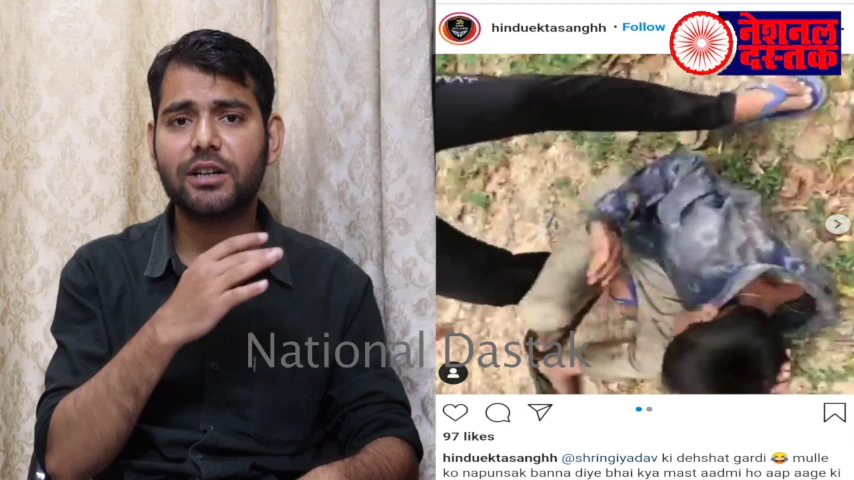 hinduektasanghh · Follow
नेशनल
दस्तक
National Dastak
97 likes
hinduektasanghh @shringiyadav ki dehshat gardi 😂 mulle
ko napunsak banna diye bhai kya mast aadmi ho aap aage ki